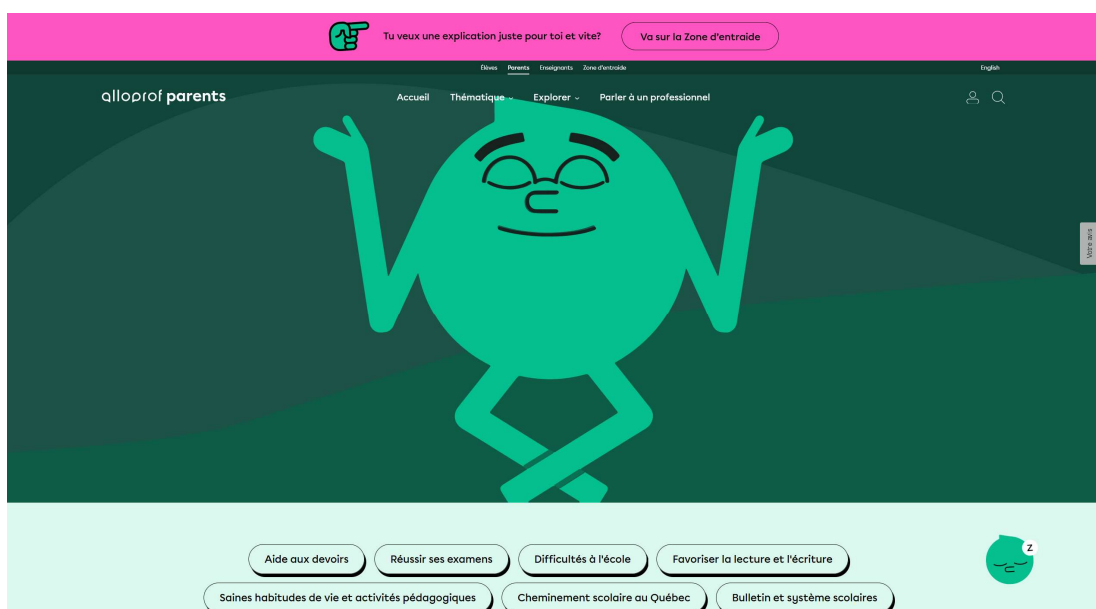 Tu veux une explication juste pour toi et vite? Va sur la Zone d'entraide
Élèves Parents Enseignants Zone d'entraide English
alloprof parents Accueil Thématique Explorer Parler à un professionnel
Votre avis
Aide aux devoirs Réussir ses examens Difficultés à l'école Favoriser la lecture et l'écriture
Z
Saines habitudes de vie et activités pédagogiques Cheminement scolaire au Québec Bulletin et système scolaires